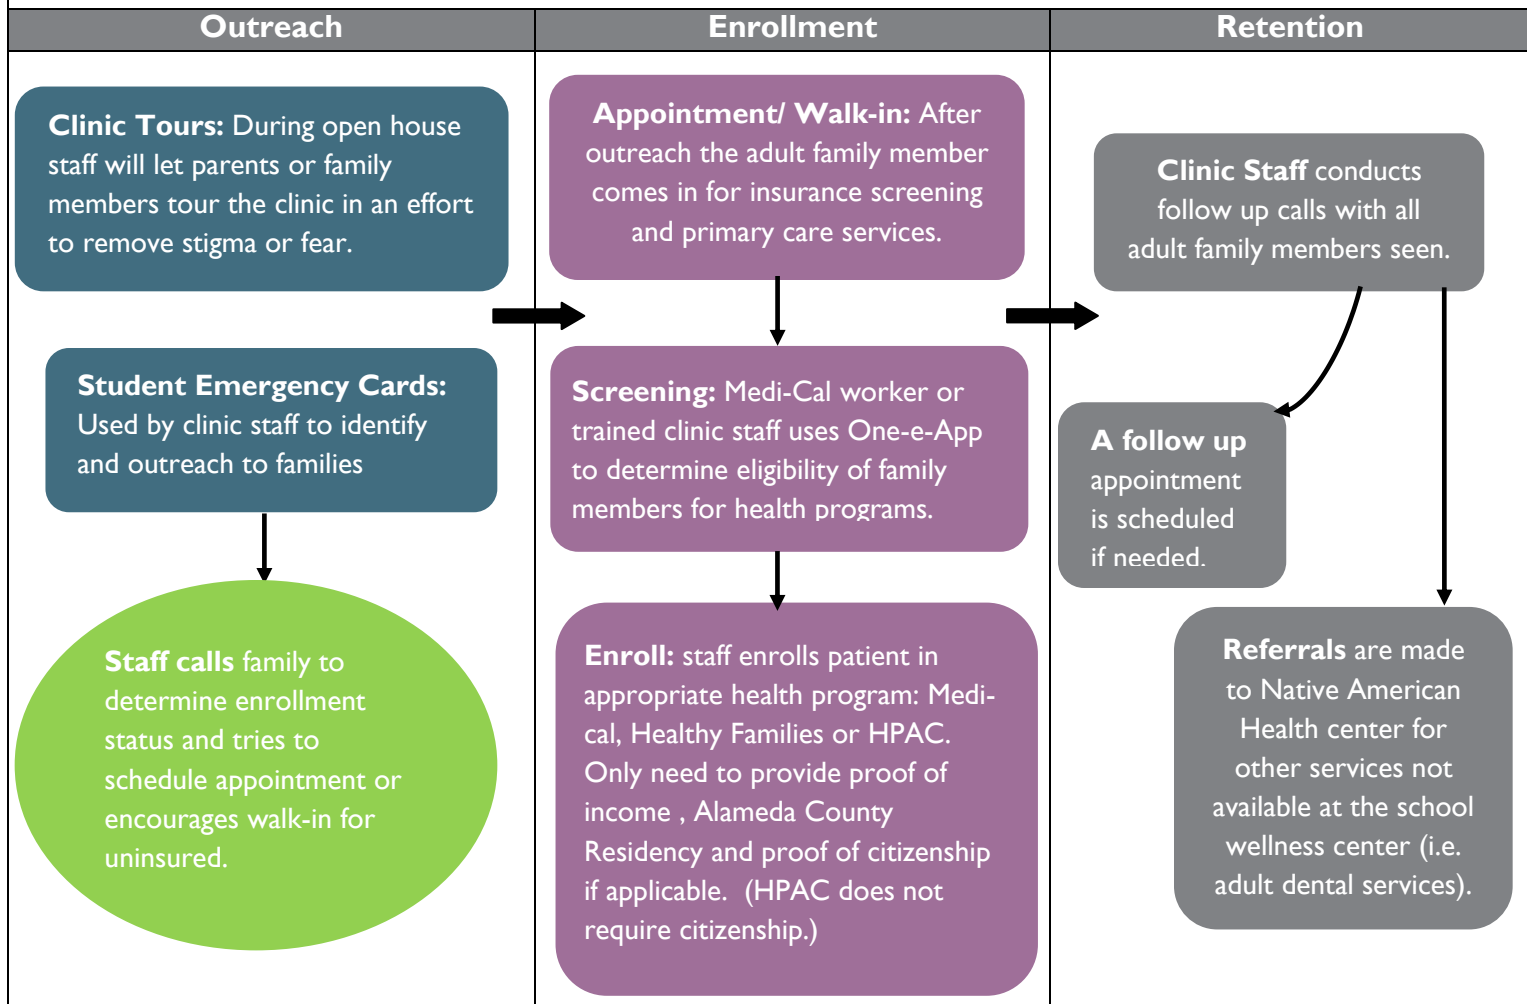 Outreach
Enrollment
Retention
Clinic Tours: During open house
staff will let parents or family
members tour the clinic in an effort
to remove stigma or fear.
Student Emergency Cards:
Used by clinic staff to identify
and outreach to families
Staff calls family to
determine enrollment
status and tries to
schedule appointment or
encourages walk-in for
uninsured.
Appointment/ Walk-in: After
outreach the adult family member
comes in for insurance screening
and primary care services.
Screening: Medi-Cal worker or
trained clinic staff uses One-e-App
to determine eligibility of family
members for health programs.
Enroll: staff enrolls patient in
appropriate health program: Medi-
cal, Healthy Families or HPAC.
Only need to provide proof of
income , Alameda County
Residency and proof of citizenship
if applicable.  (HPAC does not
require citizenship.)
Clinic Staff conducts
follow up calls with all
adult family members seen.
A follow up
appointment
is scheduled
if needed.
Referrals are made
to Native American
Health center for
other services not
available at the school
wellness center (i.e.
adult dental services).